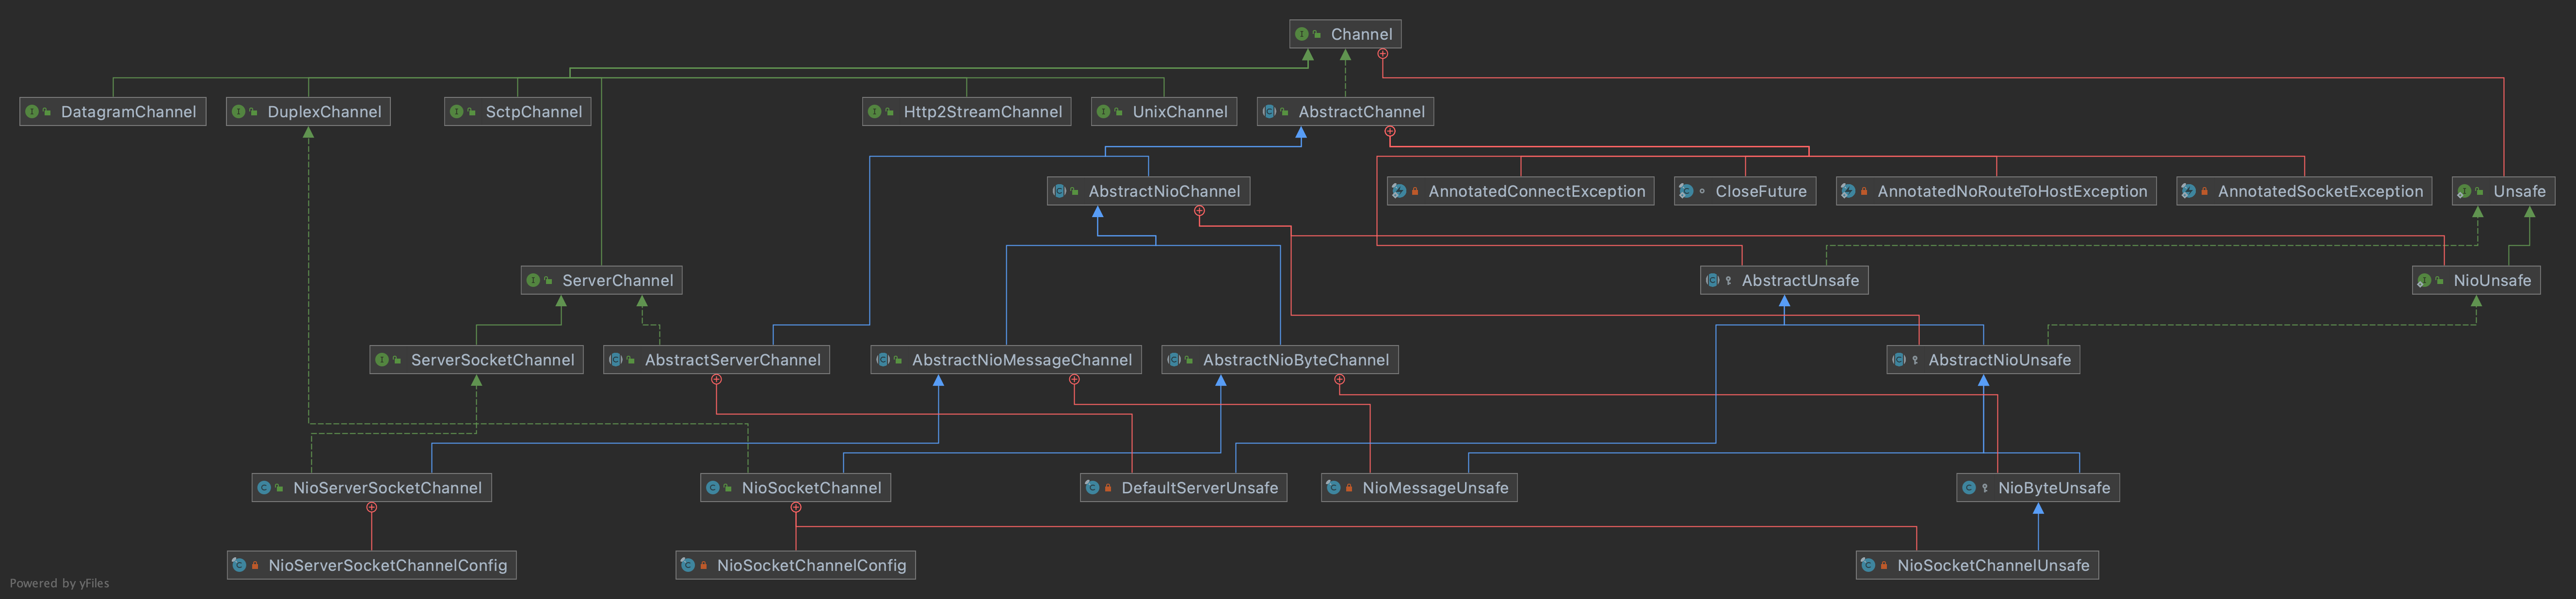 Channel
DatagramChannel
DuplexChannel
SctpChannel
Http2StreamChannel
UnixChannel
AbstractChannel
AbstractNioChannel
AnnotatedConnectException
CloseFuture
AnnotatedNoRouteToHostException
AnnotatedSocketException
Unsafe
ServerChannel
AbstractUnsafe
NioUnsafe
ServerSocketChannel
AbstractServerChannel
AbstractNioMessageChannel
AbstractNioByteChannel
AbstractNioUnsafe
NioServerSocketChannel
NioSocketChannel
DefaultServerUnsafe
NioMessageUnsafe
NioByteUnsafe
NioServerSocketChannelConfig
NioSocketChannelConfig
NioSocketChannelUnsafe
Powered by yFiles